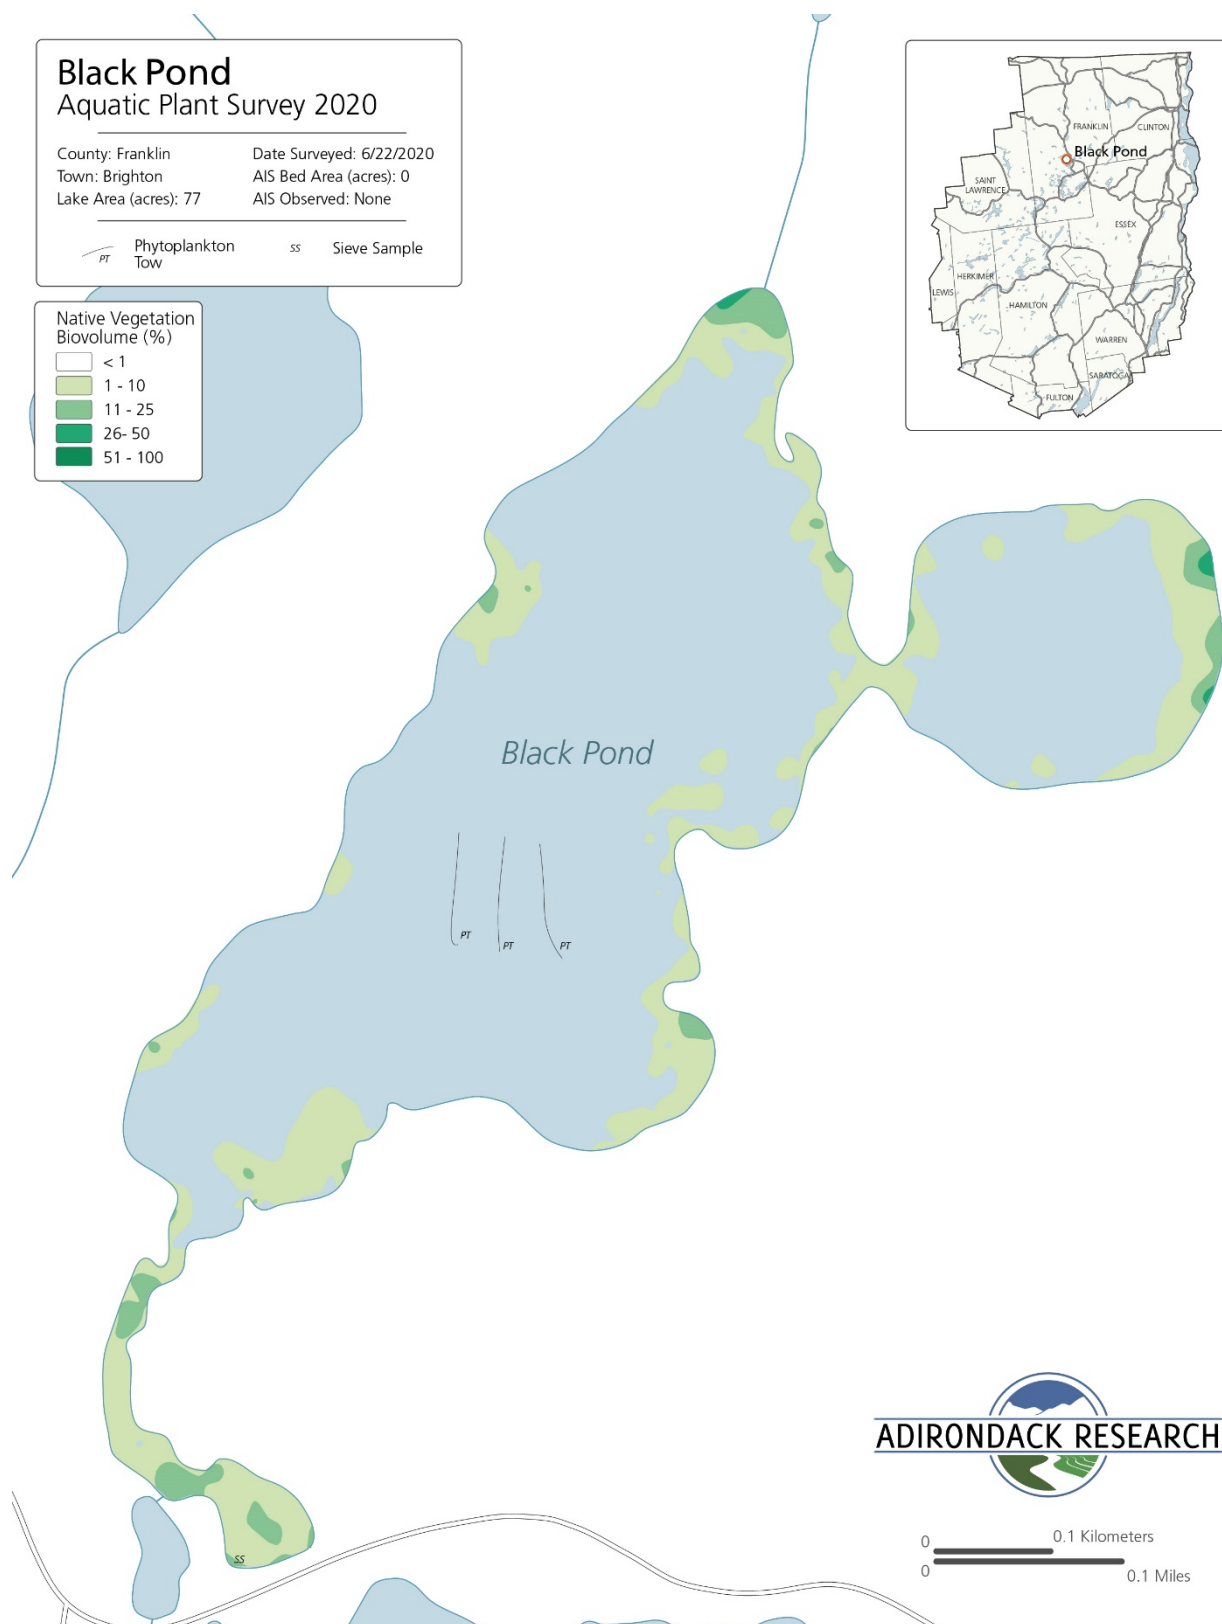 Black Pond
Aquatic Plant Survey 2020
County: Franklin
Date Surveyed: 6/22/2020
Town: Brighton
AIS Bed Area (acres): 0
Lake Area (acres): 77
AIS Observed: None
PT
Phytoplankton
Tow
SS
Sieve Sample
Native Vegetation
Biovolume (%)
< 1
1 - 10
11 - 25
26- 50
51 - 100
FRANKLIN
CLINTON
Black Pond
SAINT
LAWRENCE
ESSEX
HERKIMER
LEWIS
HAMILTON
WARREN
SARATOGA
FULTON
Black Pond
PT
PT
PT
SS
ADIRONDACK RESEARCH
0
0.1 Kilometers
0
0.1 Miles